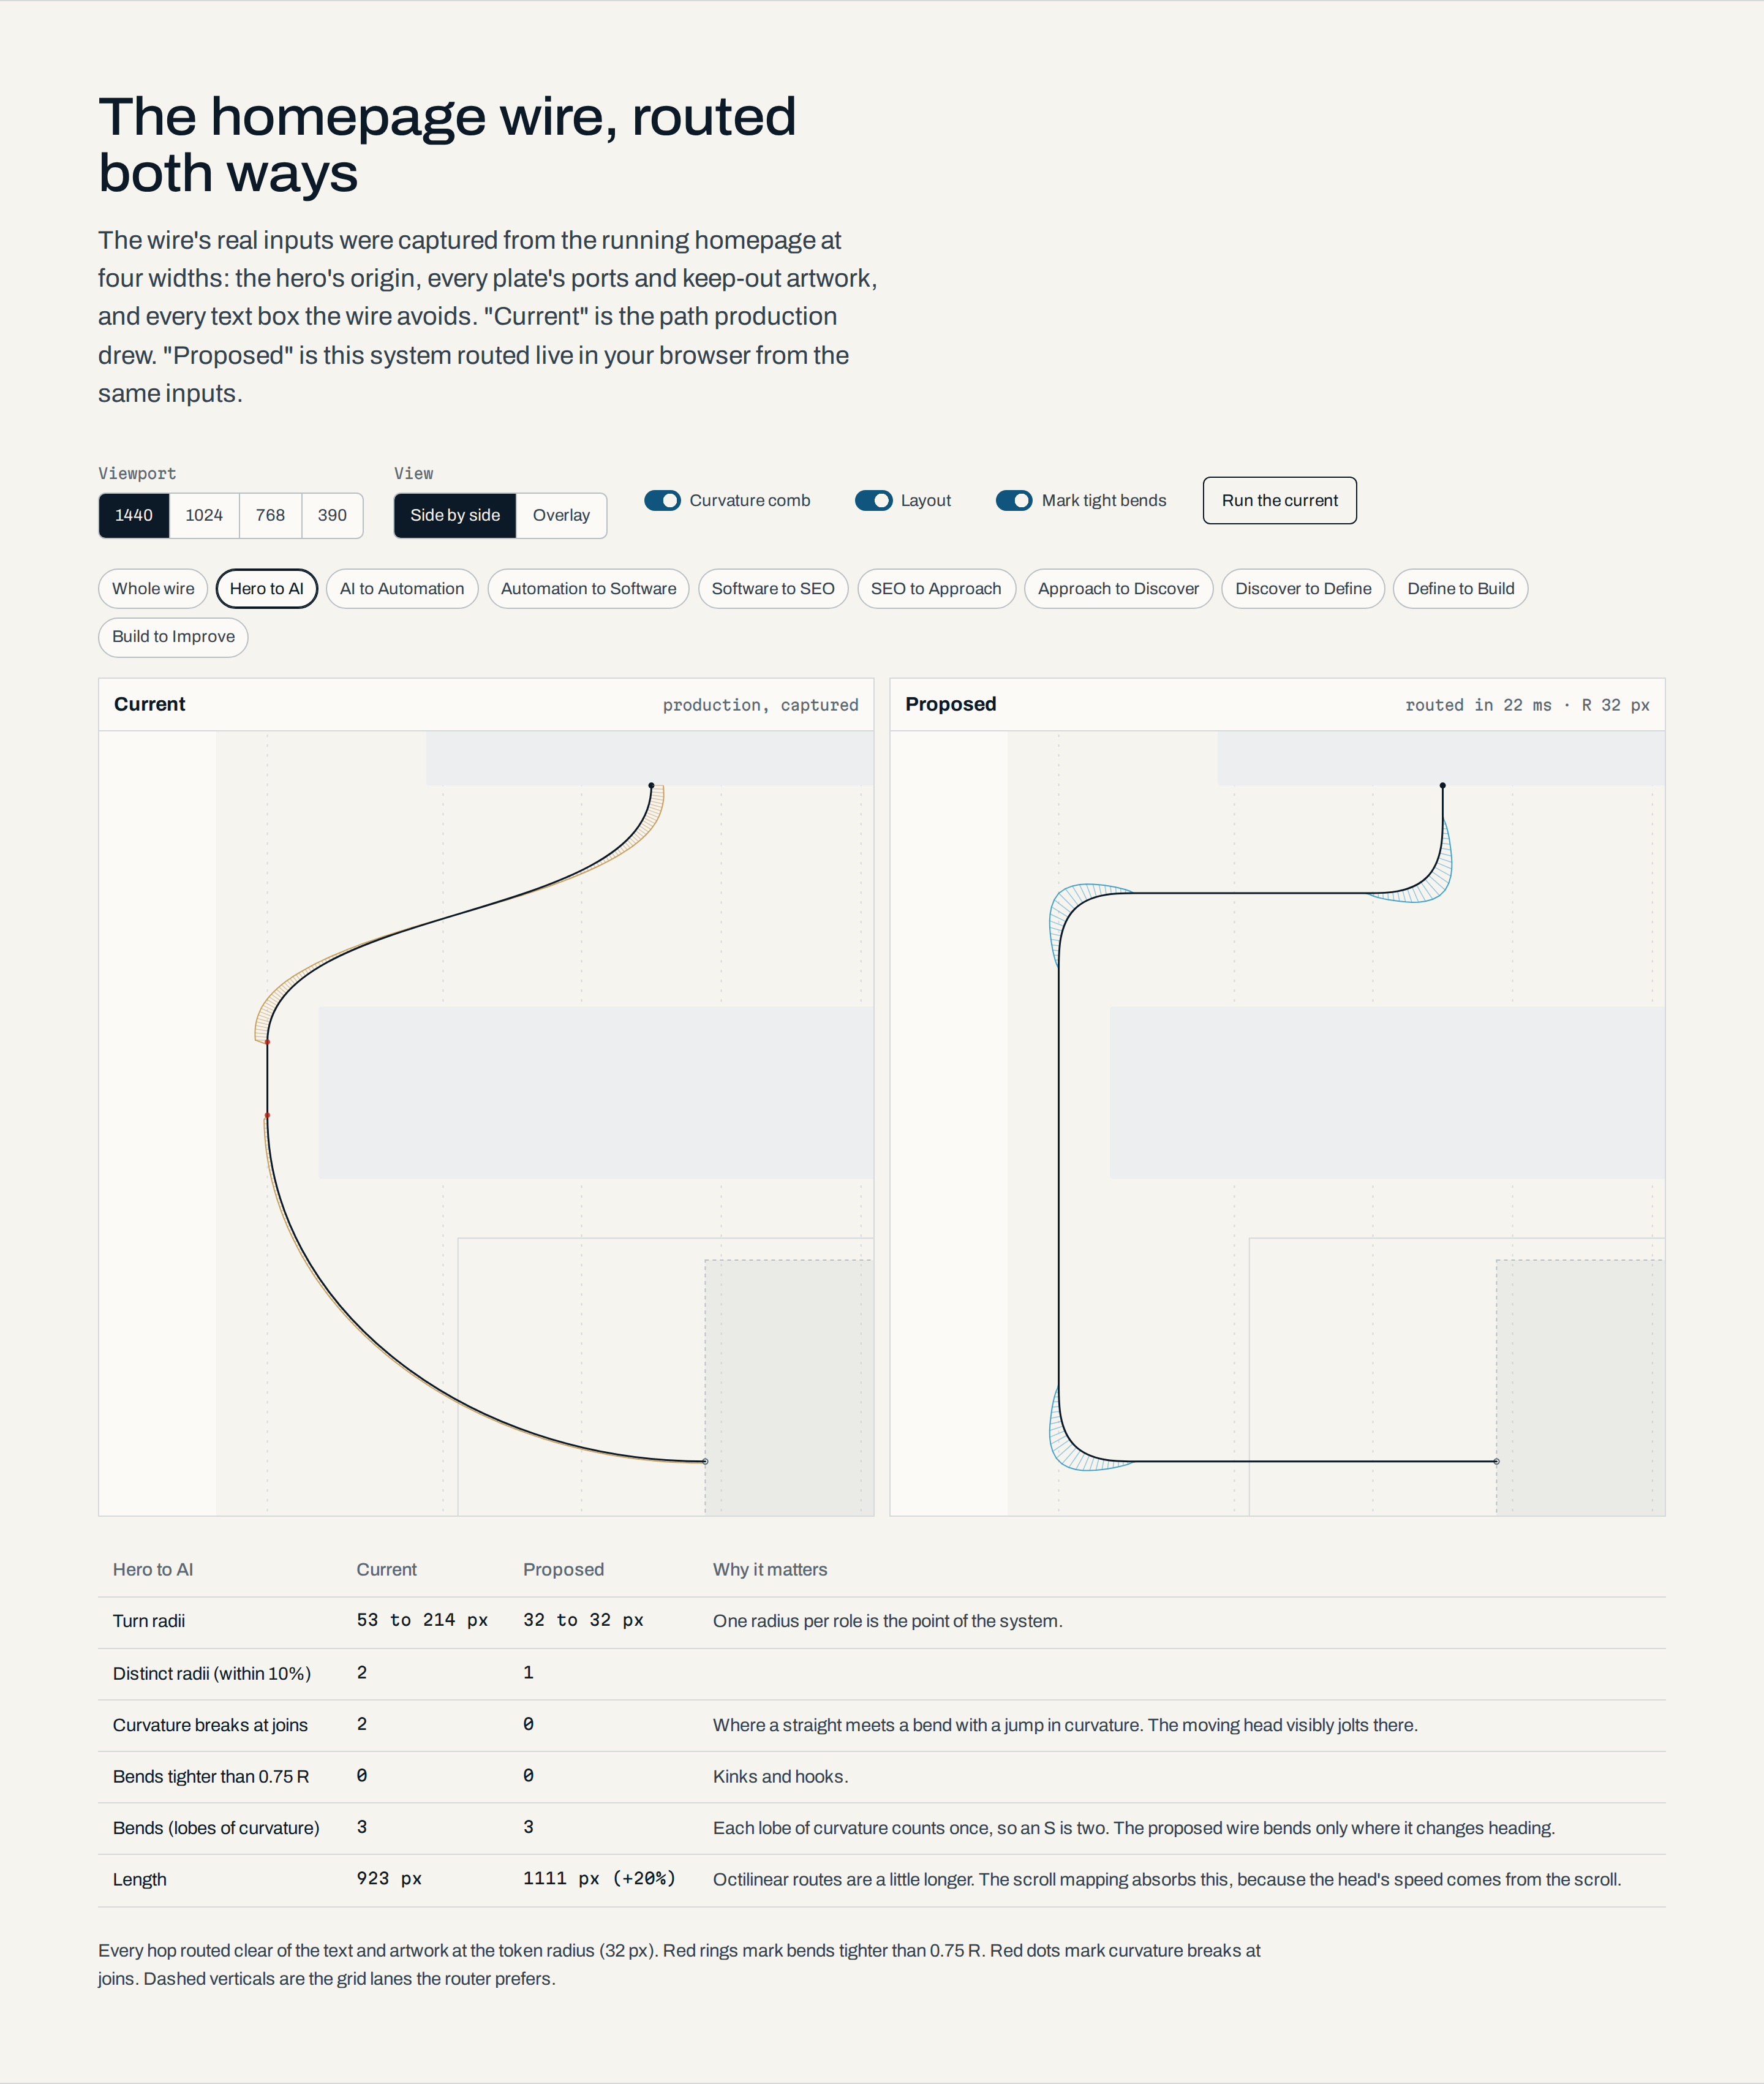 The homepage wire, routed
both ways
The wire's real inputs were captured from the running homepage at
four widths: the hero's origin, every plate's ports and keep-out artwork,
and every text box the wire avoids. "Current" is the path production
drew. "Proposed" is this system routed live in your browser from the
same inputs.
Viewport View
1440 1024 768 390 Side by side Overlay Curvature comb Layout Mark tight bends Run the current
Whole wire Hero to AI AI to Automation Automation to Software Software to SEO SEO to Approach Approach to Discover Discover to Define Define to Build
Build to Improve
Current production, captured
Proposed routed in 22 ms · R 32 px
Hero to AI Current Proposed Why it matters
Turn radii 53 to 214 px 32 to 32 px One radius per role is the point of the system.
Distinct radii (within 10%) 2 1
Curvature breaks at joins 2 0 Where a straight meets a bend with a jump in curvature. The moving head visibly jolts there.
Bends tighter than 0.75 R 0 0 Kinks and hooks.
Bends (lobes of curvature) 3 3 Each lobe of curvature counts once, so an S is two. The proposed wire bends only where it changes heading.
Length 923 px 1111 px (+20%) Octilinear routes are a little longer. The scroll mapping absorbs this, because the head's speed comes from the scroll.
Every hop routed clear of the text and artwork at the token radius (32 px). Red rings mark bends tighter than 0.75 R. Red dots mark curvature breaks at
joins. Dashed verticals are the grid lanes the router prefers.